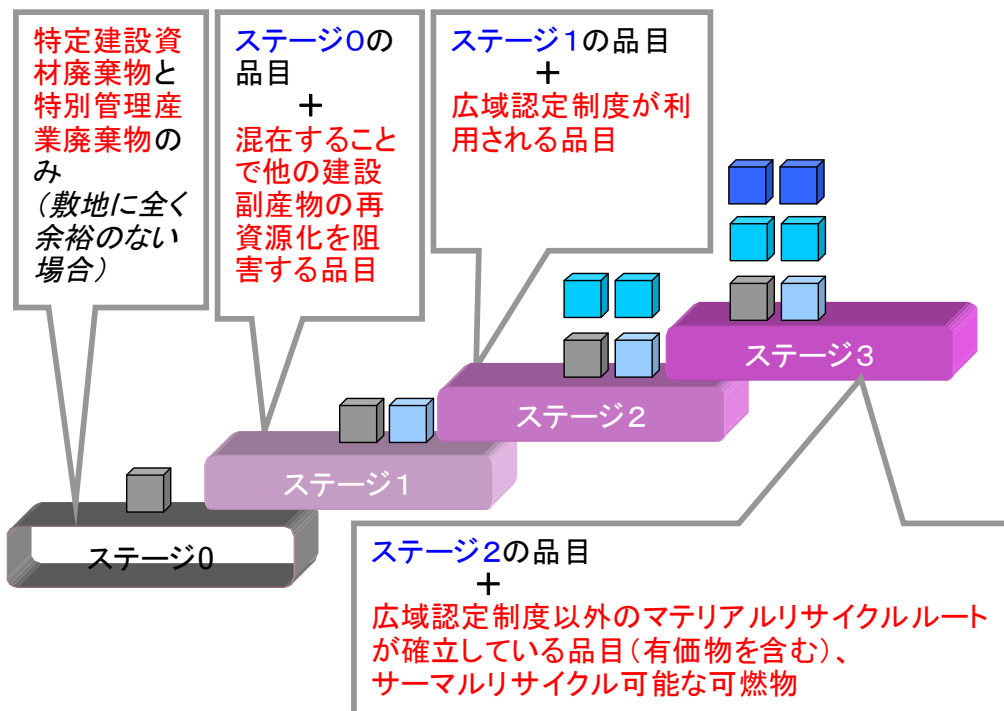 特定建設資
材廃棄物と
特別管理産
業廃棄物の
み
（敷地に全く
余裕のない
場合）
ステージ０の
品目
＋
混在すること
で他の建設
副産物の再
資源化を阻
害する品目
ステージ１の品目
＋
広域認定制度が利
用される品目
ステージ３
ステージ２
ステージ１
ステージ0
ステージ２の品目
＋
広域認定制度以外のマテリアルリサイクルルート
が確立している品目（有価物を含む）、
サーマルリサイクル可能な可燃物